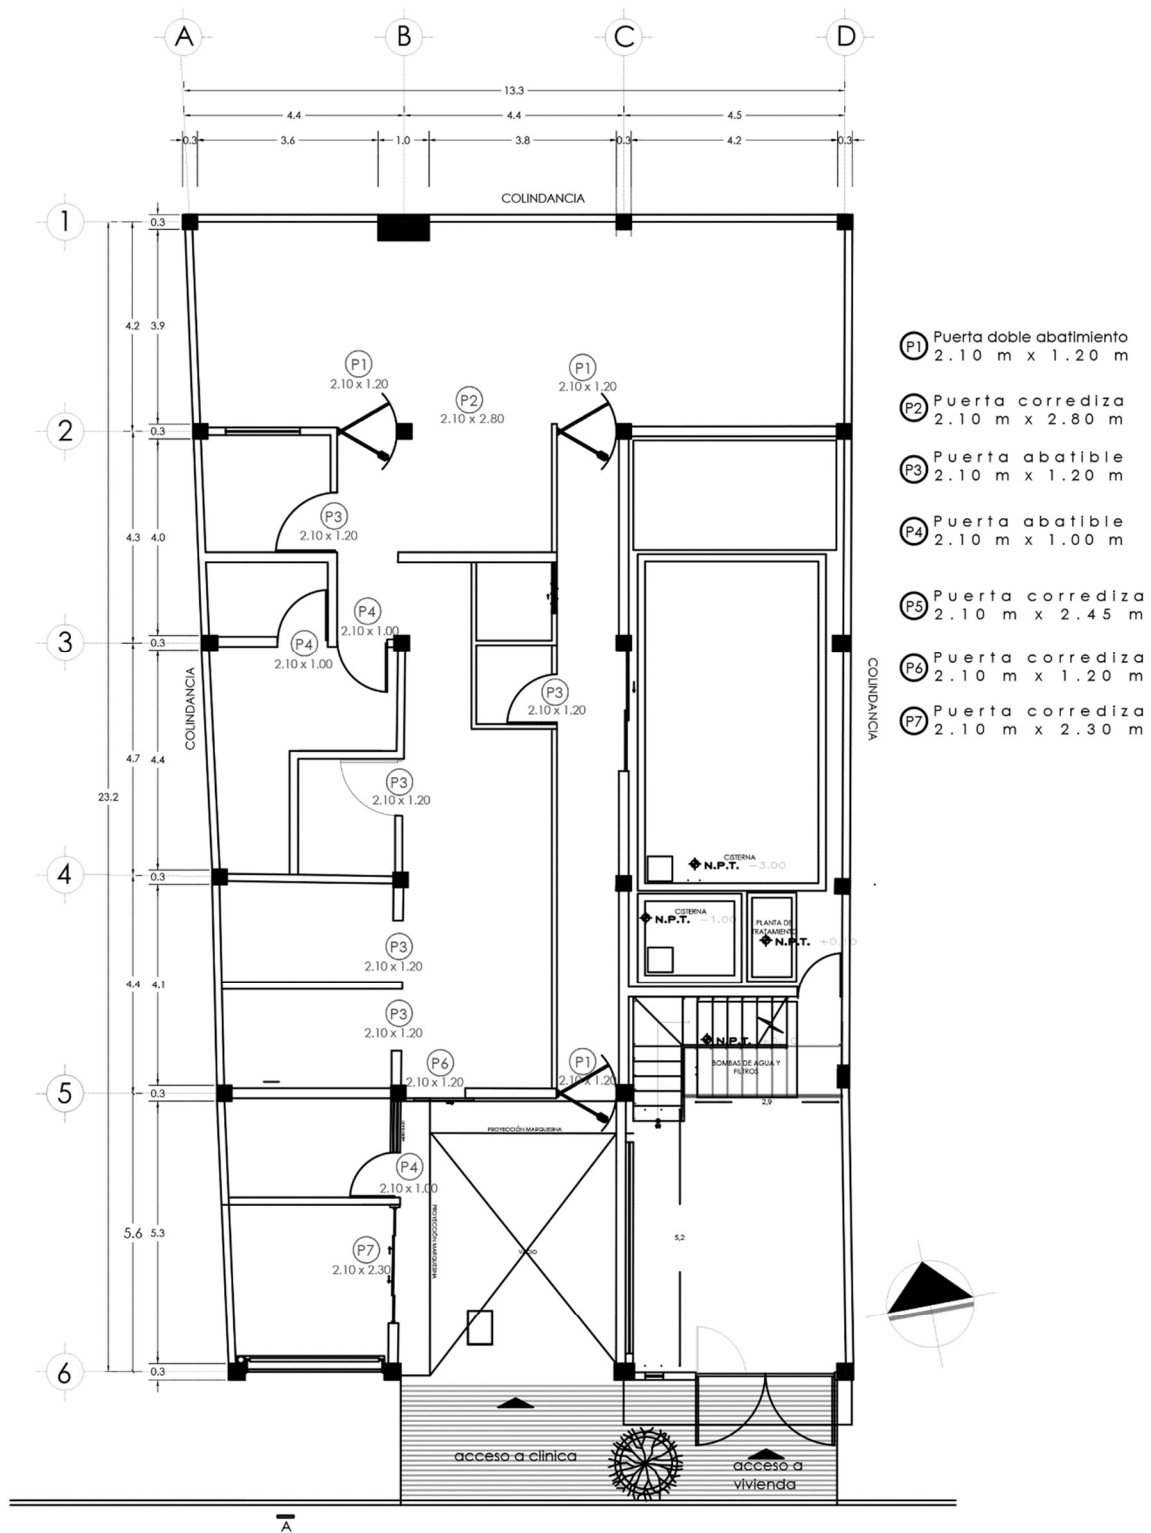 A
B
C
D
13.3
4.4
4.4
4.5
0.3
3.6
1.0
3.8
0.3
4.2
0.3
COLINDANCIA
1
0.3
4.2
3.9
P1
2.10 x 1.20
P1
2.10 x 1.20
P2
2.10 x 2.80
P1 Puerta doble abatimiento
2.10 m x 1.20 m
P2 Puerta corrediza
2.10 m x 2.80 m
P3 Puerta abatible
2.10 m x 1.20 m
P4 Puerta abatible
2.10 m x 1.00 m
P5 Puerta corrediza
2.10 m x 2.45 m
P6 Puerta corrediza
2.10 m x 1.20 m
P7 Puerta corrediza
2.10 m x 2.30 m
2
0.3
4.3
4.0
P3
2.10 x 1.20
P4
2.10 x 1.00
3
0.3
P4
2.10 x 1.00
P3
2.10 x 1.20
COLINDANCIA
COLINDANCIA
4.7
4.4
23.2
P3
2.10 x 1.20
CISTERNA
N.P.T. -3.00
4
0.3
CISTERNA
N.P.T. -1.00
PLANTA DE
TRATAMIENTO
N.P.T.
P3
2.10 x 1.20
4.4
4.1
P3
2.10 x 1.20
N.P.T.
BOMBAS DE AGUA Y
FILTROS
P6
2.10 x 1.20
P1
2.10 x 1.20
5
0.3
2,9
PROYECCIÓN MARQUESINA
P4
2.10 x 1.00
PROYECCIÓN MARQUESINA
5.6
5.3
P7
2.10 x 2.30
VACIO
5,2
6
0.3
acceso a clinica
acceso a
vivienda
A